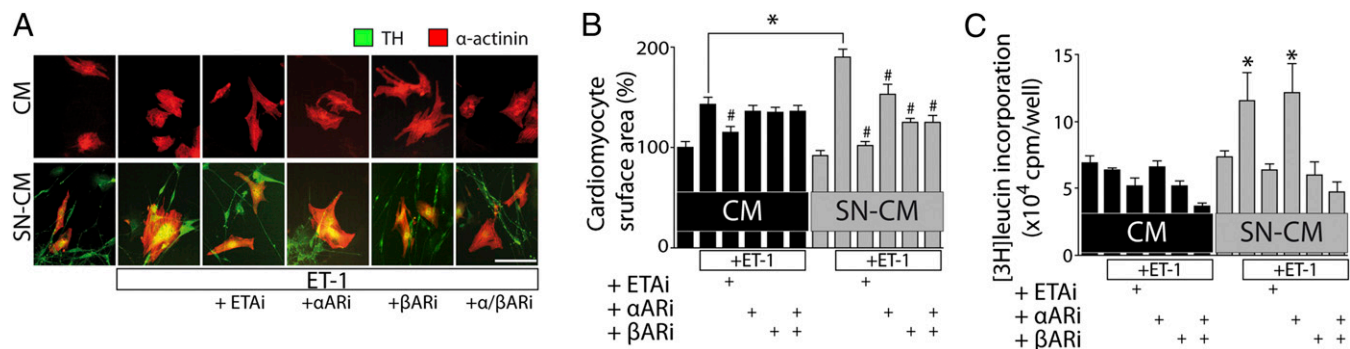 A
TH α-actinin
CM
SN-CM
ET-1
+ ETAi +αARi +βARi +α/βARi
B
Cardiomyocyte
sruface area (%)
200
100
0
*
# # # # #
CM SN-CM
+ET-1 +ET-1
+ ETAi + +
+ αARi + + + +
+ βARi + + + +
C
[3H]leucin incorporation
(x10⁴ cpm/well)
15
10
5
0
* *
CM SN-CM
+ET-1 +ET-1
+ ETAi + +
+ αARi + + + +
+ βARi + + + +